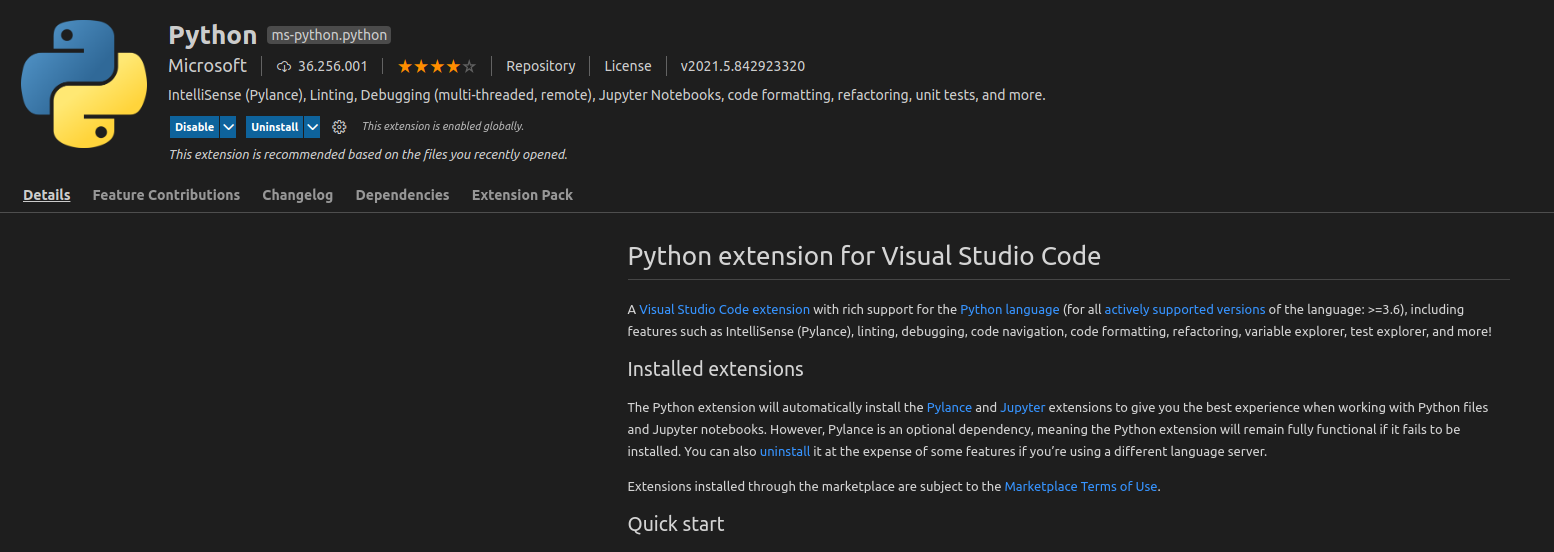 Python ms-python.python
Microsoft 36.256.001 Repository License v2021.5.842923320
IntelliSense (Pylance), Linting, Debugging (multi-threaded, remote), Jupyter Notebooks, code formatting, refactoring, unit tests, and more.
Disable Uninstall This extension is enabled globally.
This extension is recommended based on the files you recently opened.
Details Feature Contributions Changelog Dependencies Extension Pack
Python extension for Visual Studio Code
A Visual Studio Code extension with rich support for the Python language (for all actively supported versions of the language: >=3.6), including
features such as IntelliSense (Pylance), linting, debugging, code navigation, code formatting, refactoring, variable explorer, test explorer, and more!
Installed extensions
The Python extension will automatically install the Pylance and Jupyter extensions to give you the best experience when working with Python files
and Jupyter notebooks. However, Pylance is an optional dependency, meaning the Python extension will remain fully functional if it fails to be
installed. You can also uninstall it at the expense of some features if you’re using a different language server.
Extensions installed through the marketplace are subject to the Marketplace Terms of Use.
Quick start